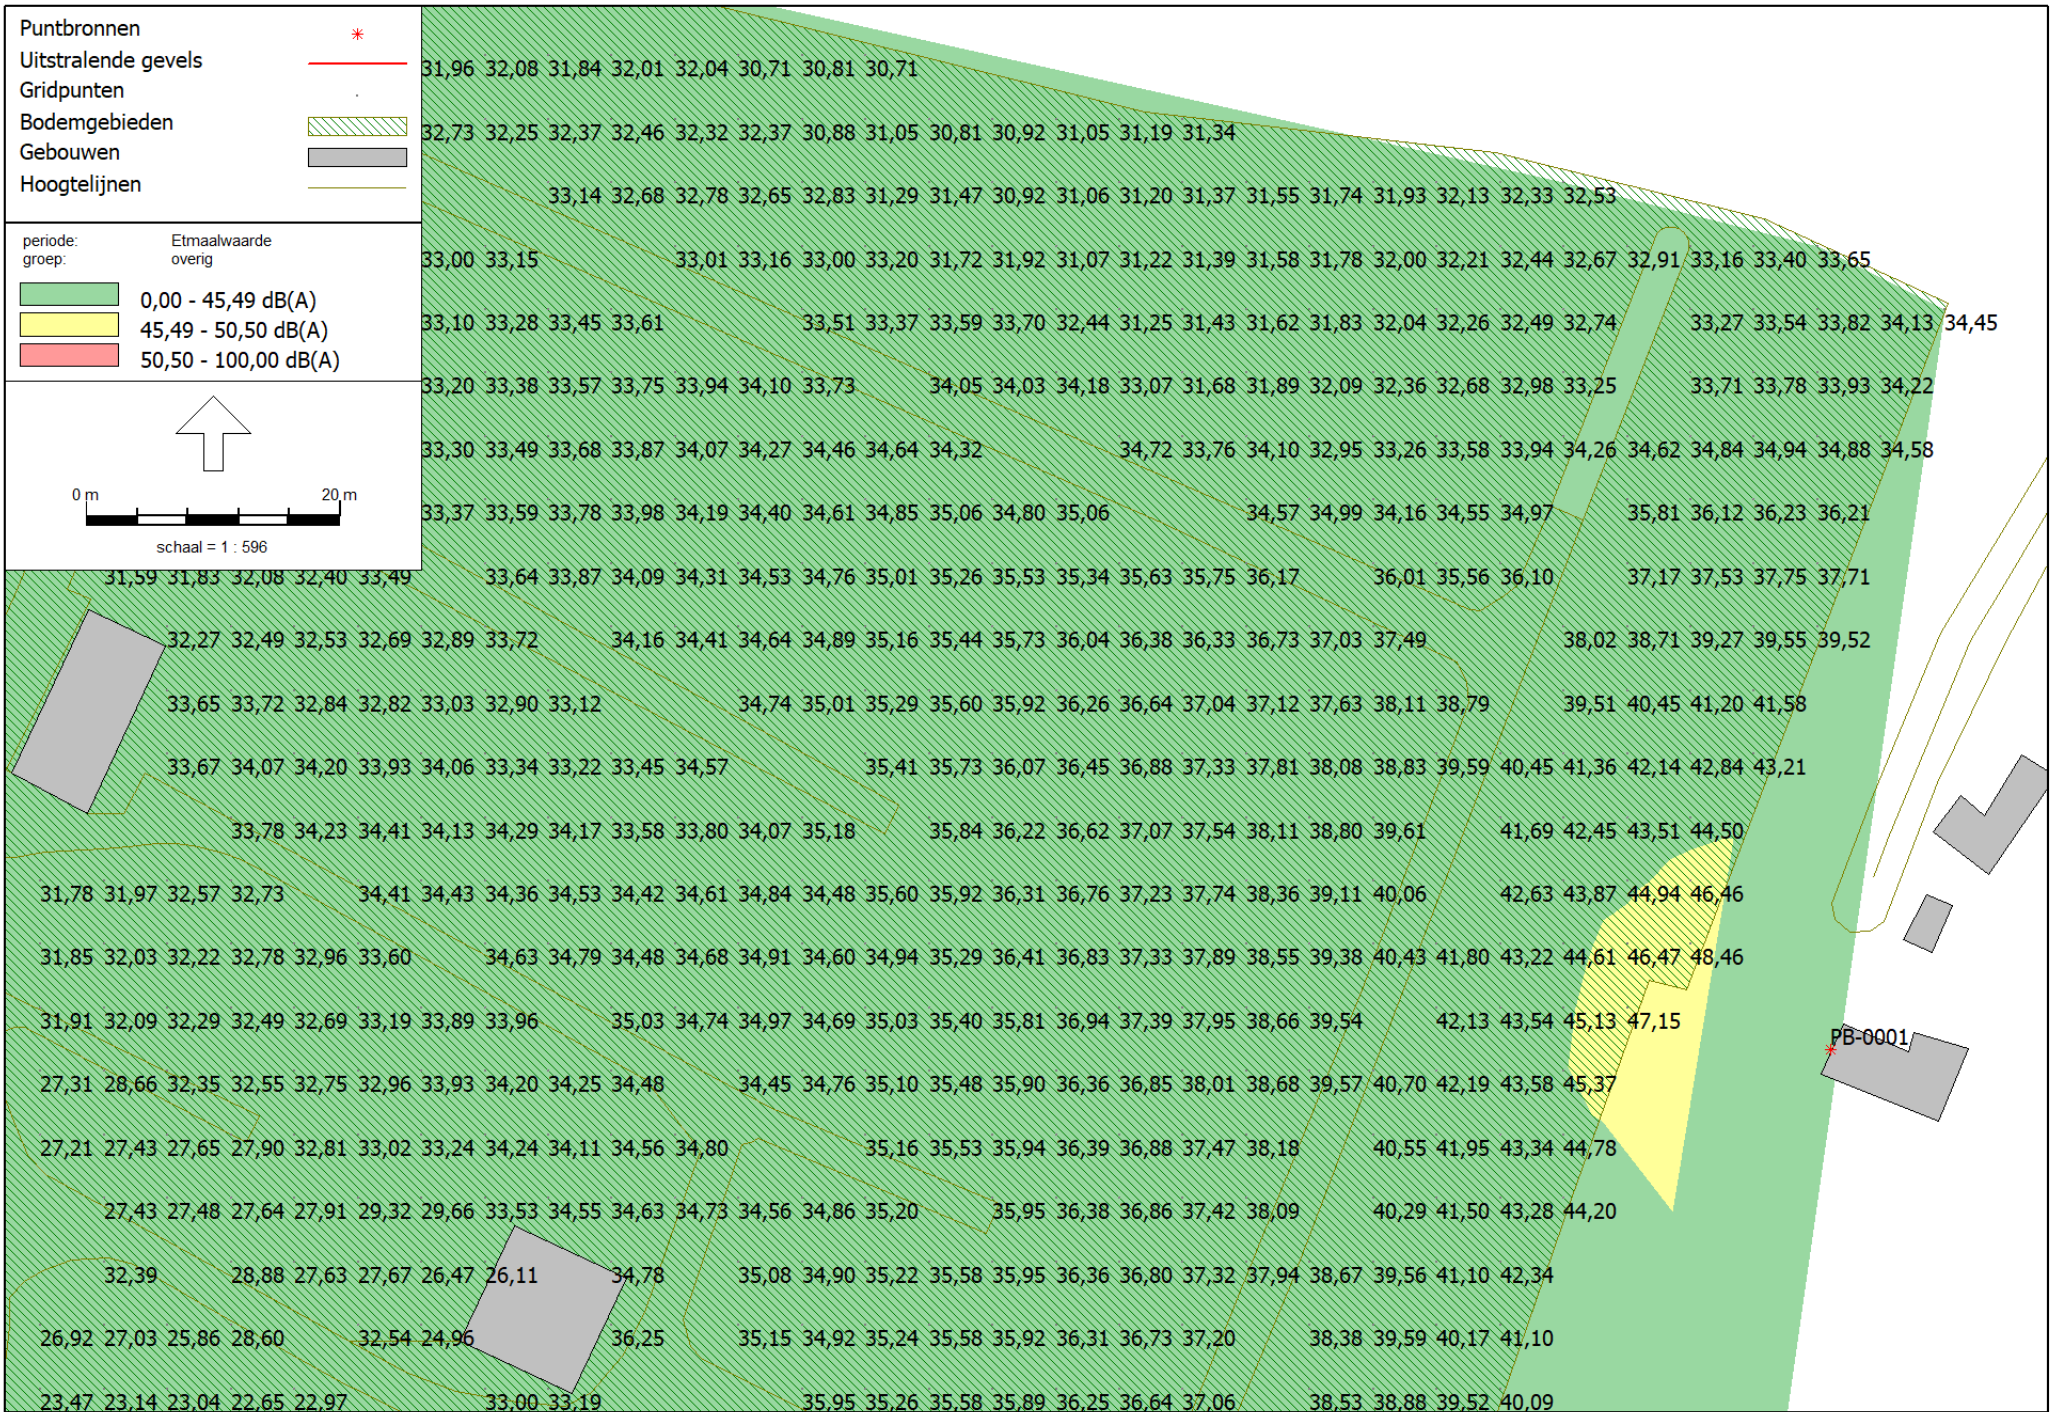 Puntbronnen
Uitstralende gevels
Gridpunten
Bodemgebieden
Gebouwen
Hoogtelijnen
periode: Etmaalwaarde
groep: overig
0,00 - 45,49 dB(A)
45,49 - 50,50 dB(A)
50,50 - 100,00 dB(A)
0 m 20 m
schaal = 1 : 596
31,96 32,08 31,84 32,01 32,04 30,71 30,81 30,71
32,73 32,25 32,37 32,46 32,32 32,37 30,88 31,05 30,81 30,92 31,05 31,19 31,34
33,14 32,68 32,78 32,65 32,83 31,29 31,47 30,92 31,06 31,20 31,37 31,55 31,74 31,93 32,13 32,33 32,53
33,00 33,15 33,01 33,16 33,00 33,20 31,72 31,92 31,07 31,22 31,39 31,58 31,78 32,00 32,21 32,44 32,67 32,91 33,16 33,40 33,65
33,10 33,28 33,45 33,61 33,51 33,37 33,59 33,70 32,44 31,25 31,43 31,62 31,83 32,04 32,26 32,49 32,74 33,27 33,54 33,82 34,13 34,45
33,20 33,38 33,57 33,75 33,94 34,10 33,73 34,05 34,03 34,18 33,07 31,68 31,89 32,09 32,36 32,68 32,98 33,25 33,71 33,78 33,93 34,22
33,30 33,49 33,68 33,87 34,07 34,27 34,46 34,64 34,32 34,72 33,76 34,10 32,95 33,26 33,58 33,94 34,26 34,62 34,84 34,94 34,88 34,58
33,37 33,59 33,78 33,98 34,19 34,40 34,61 34,85 35,06 34,80 35,06 34,57 34,99 34,16 34,55 34,97 35,81 36,12 36,23 36,21
31,59 31,83 32,08 32,40 33,49 33,64 33,87 34,09 34,31 34,53 34,76 35,01 35,26 35,53 35,34 35,63 35,75 36,17 36,01 35,56 36,10 37,17 37,53 37,75 37,71
32,27 32,49 32,53 32,69 32,89 33,72 34,16 34,41 34,64 34,89 35,16 35,44 35,73 36,04 36,38 36,33 36,73 37,03 37,49 38,02 38,71 39,27 39,55 39,52
33,65 33,72 32,84 32,82 33,03 32,90 33,12 34,74 35,01 35,29 35,60 35,92 36,26 36,64 37,04 37,12 37,63 38,11 38,79 39,51 40,45 41,20 41,58
33,67 34,07 34,20 33,93 34,06 33,34 33,22 33,45 34,57 35,41 35,73 36,07 36,45 36,88 37,33 37,81 38,08 38,83 39,59 40,45 41,36 42,14 42,84 43,21
33,78 34,23 34,41 34,13 34,29 34,17 33,58 33,80 34,07 35,18 35,84 36,22 36,62 37,07 37,54 38,11 38,80 39,61 41,69 42,45 43,51 44,50
31,78 31,97 32,57 32,73 34,41 34,43 34,36 34,53 34,42 34,61 34,84 34,48 35,60 35,92 36,31 36,76 37,23 37,74 38,36 39,11 40,06 42,63 43,87 44,94 46,46
31,85 32,03 32,22 32,78 32,96 33,60 34,63 34,79 34,48 34,68 34,91 34,60 34,94 35,29 36,41 36,83 37,33 37,89 38,55 39,38 40,43 41,80 43,22 44,61 46,47 48,46
31,91 32,09 32,29 32,49 32,69 33,19 33,89 33,96 35,03 34,74 34,97 34,69 35,03 35,40 35,81 36,94 37,39 37,95 38,66 39,54 42,13 43,54 45,13 47,15
PB-0001
27,31 28,66 32,35 32,55 32,75 32,96 33,93 34,20 34,25 34,48 34,45 34,76 35,10 35,48 35,90 36,36 36,85 38,01 38,68 39,57 40,70 42,19 43,58 45,37
27,21 27,43 27,65 27,90 32,81 33,02 33,24 34,24 34,11 34,56 34,80 35,16 35,53 35,94 36,39 36,88 37,47 38,18 40,55 41,95 43,34 44,78
27,43 27,48 27,64 27,91 29,32 29,66 33,53 34,55 34,63 34,73 34,56 34,86 35,20 35,95 36,38 36,86 37,42 38,09 40,29 41,50 43,28 44,20
32,39 28,88 27,63 27,67 26,47 26,11 34,78 35,08 34,90 35,22 35,58 35,95 36,36 36,80 37,32 37,94 38,67 39,56 41,10 42,34
26,92 27,03 25,86 28,60 32,54 24,96 36,25 35,15 34,92 35,24 35,58 35,92 36,31 36,73 37,20 38,38 39,59 40,17 41,10
23,47 23,14 23,04 22,65 22,97 33,00 33,19 35,95 35,26 35,58 35,89 36,25 36,64 37,06 38,53 38,88 39,52 40,09